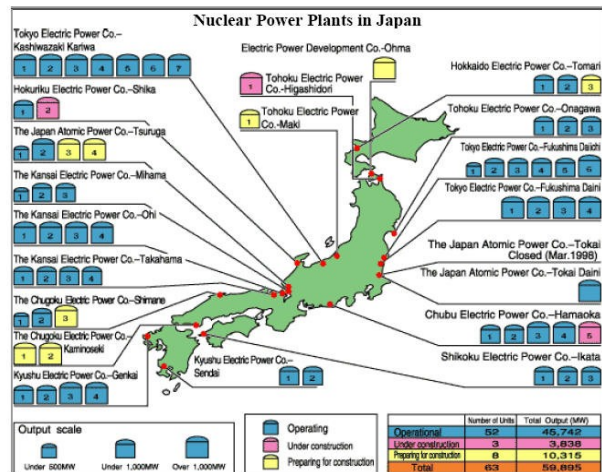 Nuclear Power Plants in Japan
Tokyo Electric Power Co.–
Kashiwazaki Kariwa
1 2 3 4 5 6 7
Hokuriku Electric Power Co.–Shika
1 2
The Japan Atomic Power Co.–Tsuruga
1 2 3 4
The Kansai Electric Power Co.–Mihama
1 2 3
The Kansai Electric Power Co.–Ohi
1 2 3 4
The Kansai Electric Power Co.–Takahama
1 2 3 4
The Chugoku Electric Power Co.–Shimane
1 2 3
The Chugoku Electric Power Co.–
Kaminoseki
1 2
Kyushu Electric Power Co.–Genkai
1 2 3 4
Electric Power Development Co.–Ohma
Tohoku Electric Power
Co.–Higashidori
1
Tohoku Electric Power
Co.–Maki
1
Hokkaido Electric Power Co.–Tomari
1 2 3
Tohoku Electric Power Co.–Onagawa
1 2 3
Tokyo Electric Power Co.–Fukushima Daiichi
1 2 3 4 5 6
Tokyo Electric Power Co.–Fukushima Daini
1 2 3 4
The Japan Atomic Power Co.–Tokai
Closed (Mar.1998)
The Japan Atomic Power Co.–Tokai Daini
Chubu Electric Power Co.–Hamaoka
1 2 3 4 5
Shikoku Electric Power Co.–Ikata
1 2 3
Kyushu Electric Power Co.–
Sendai
1 2
Output scale
Under 500MW
Under 1,000MW
Over 1,000MW
Operating
Under construction
Preparing for construction
Number of Units Total Output (MW)
Operational 52 45,742
Under construction 3 3,838
Preparing for construction 8 10,315
Total 63 59,895